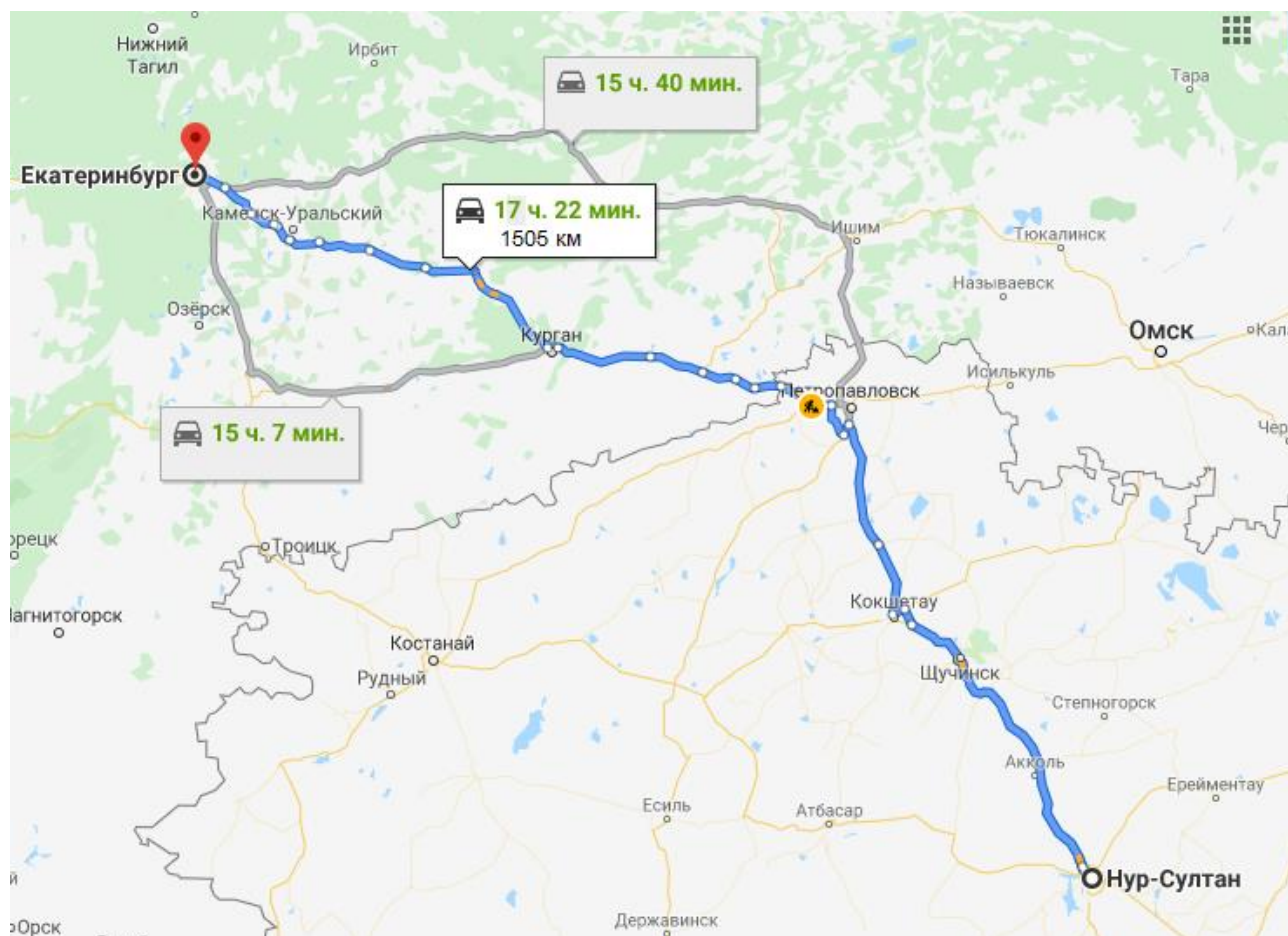 Нижний
Тагил
Ирбит
15 ч. 40 мин.
Тара
Екатеринбург
17 ч. 22 мин.
1505 км
Ишим
Тюкалинск
Называевск
Озёрск
Курган
Омск
Исилькуль
Петропавловск
15 ч. 7 мин.
Троицк
Кокшетау
Костанай
Рудный
Щучинск
Степногорск
Акколь
Ерейментау
Есиль
Атбасар
Нур-Султан
Державинск
Орск